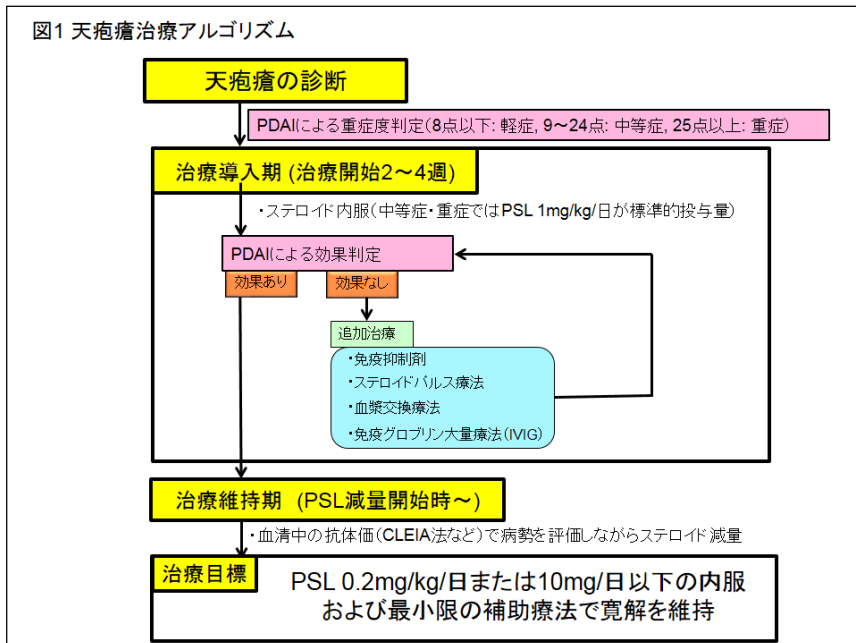 図1 天疱瘡治療アルゴリズム
天疱瘡の診断
PDAIによる重症度判定(8点以下: 軽症, 9～24点: 中等症, 25点以上: 重症)
治療導入期 (治療開始2～4週)
・ステロイド内服(中等症・重症ではPSL 1mg/kg/日が標準的投与量)
PDAIによる効果判定
効果あり
効果なし
追加治療
・免疫抑制剤
・ステロイドパルス療法
・血漿交換療法
・免疫グロブリン大量療法(IVIG)
治療維持期 (PSL減量開始時～)
・血清中の抗体価(CLEIA法など)で病勢を評価しながらステロイド減量
治療目標
PSL 0.2mg/kg/日または10mg/日以下の内服
および最小限の補助療法で寛解を維持